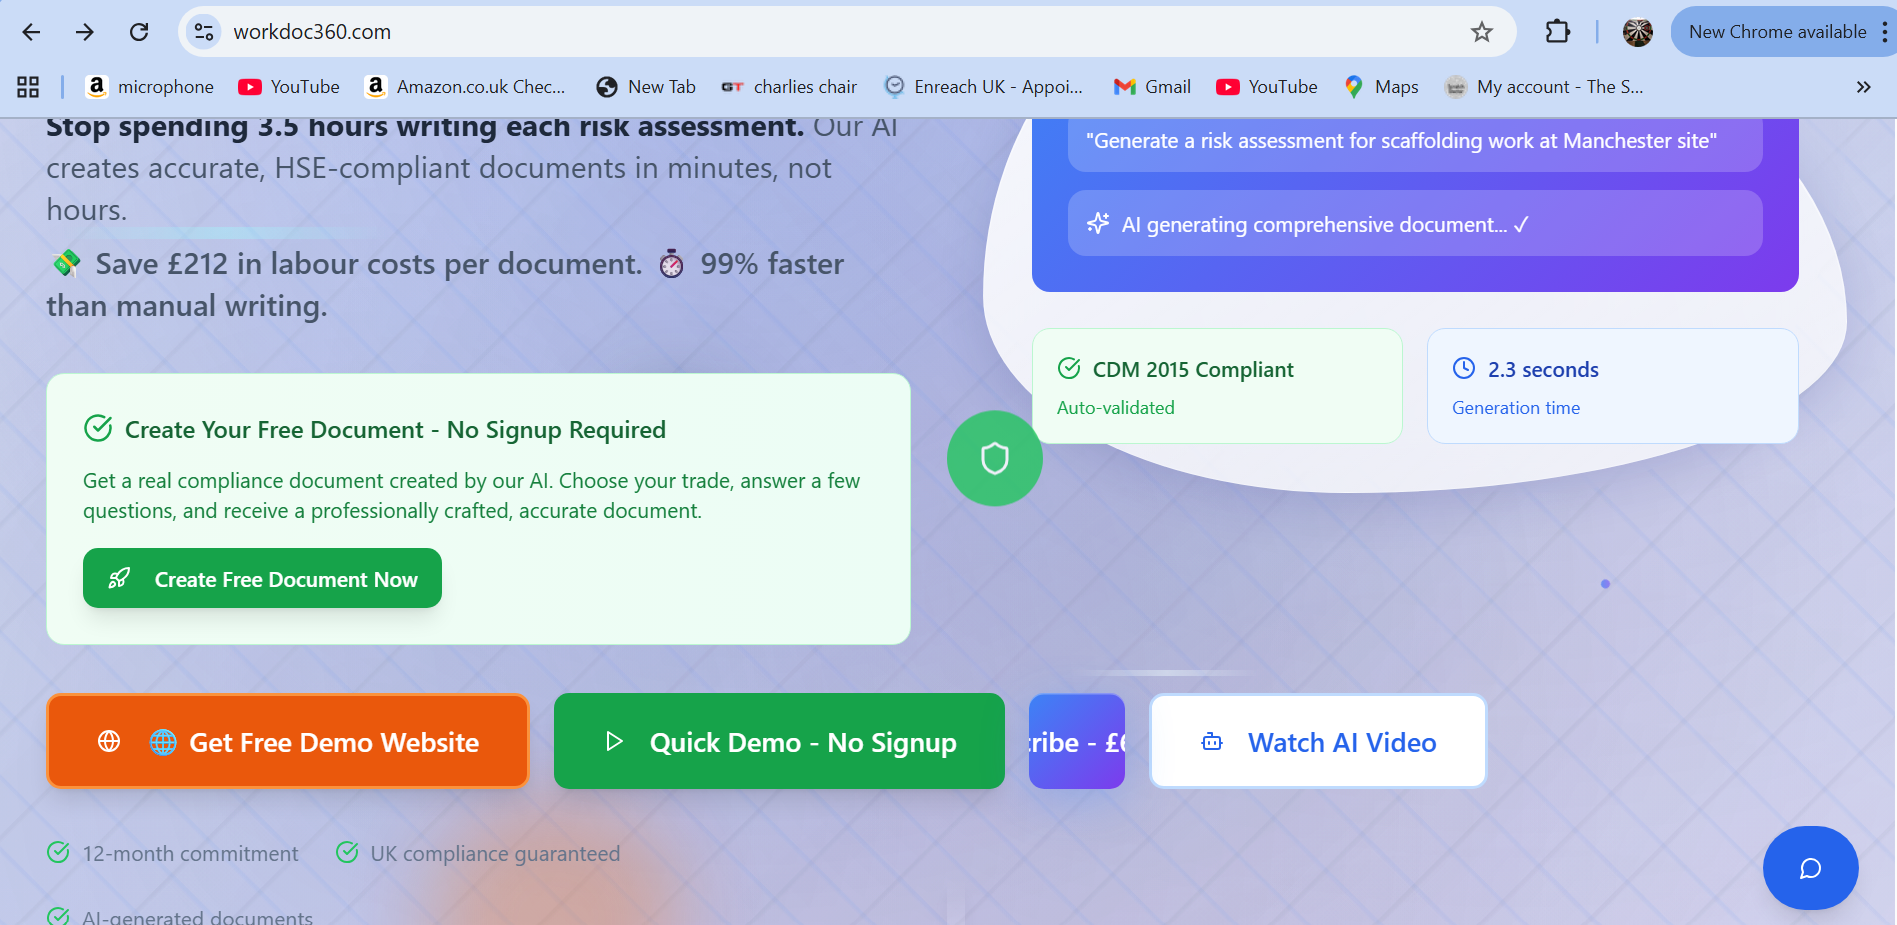 workdoc360.com
New Chrome available
microphone
YouTube
Amazon.co.uk Chec...
New Tab
GT charlies chair
Enreach UK - Appoi...
Gmail
YouTube
Maps
My account - The S...
Stop spending 3.5 hours writing each risk assessment. Our AI
creates accurate, HSE-compliant documents in minutes, not
hours.
💸 Save £212 in labour costs per document. ⏱️ 99% faster
than manual writing.
"Generate a risk assessment for scaffolding work at Manchester site"
AI generating comprehensive document... ✓
CDM 2015 Compliant
Auto-validated
2.3 seconds
Generation time
Create Your Free Document - No Signup Required
Get a real compliance document created by our AI. Choose your trade, answer a few
questions, and receive a professionally crafted, accurate document.
Create Free Document Now
🌐 Get Free Demo Website
Quick Demo - No Signup
cribe - £6
Watch AI Video
12-month commitment
UK compliance guaranteed
AI-generated documents